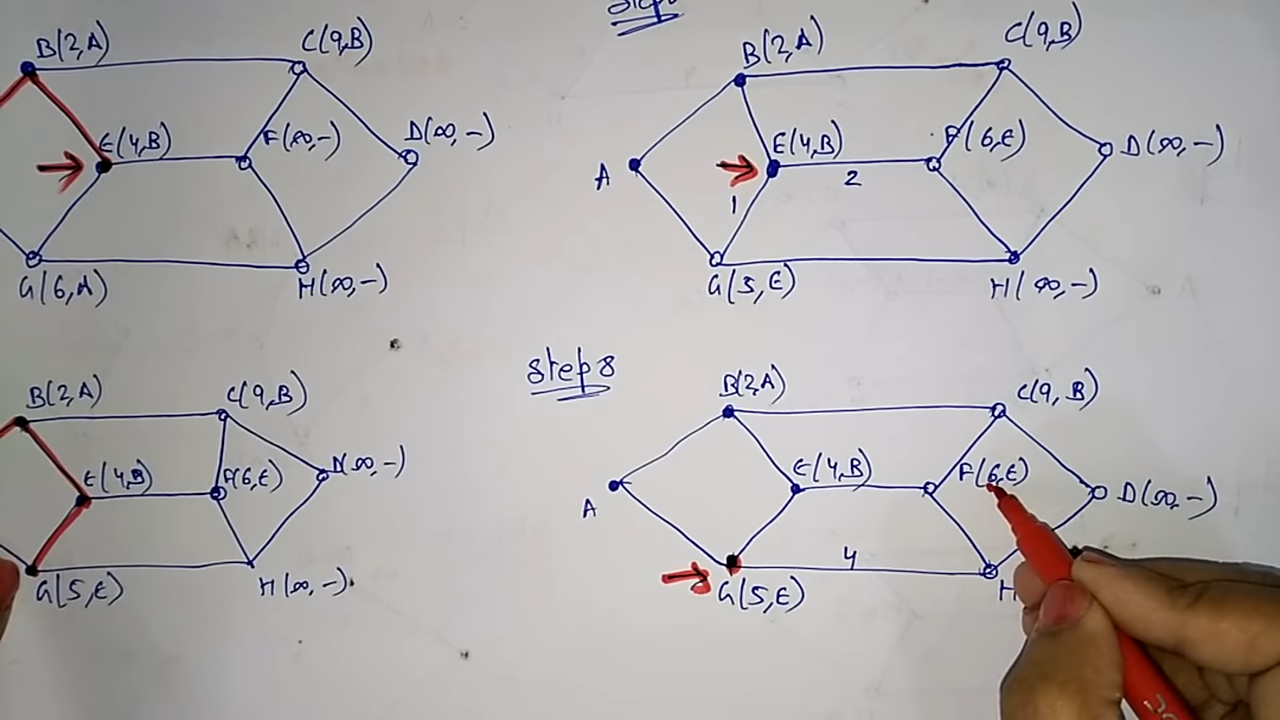 B(2,A)
C(9,B)
E(4,B)
F(∞,-)
D(∞,-)
G(6,A)
H(∞,-)
B(2,A)
C(9,B)
A
E(4,B)
F(6,E)
D(∞,-)
2
1
G(5,E)
H(∞,-)
B(2,A)
C(9,B)
E(4,B)
F(6,E)
D(∞,-)
G(5,E)
H(∞,-)
Step 8
B(2,A)
C(9,B)
A
E(4,B)
F(6,E)
D(∞,-)
4
G(5,E)
H